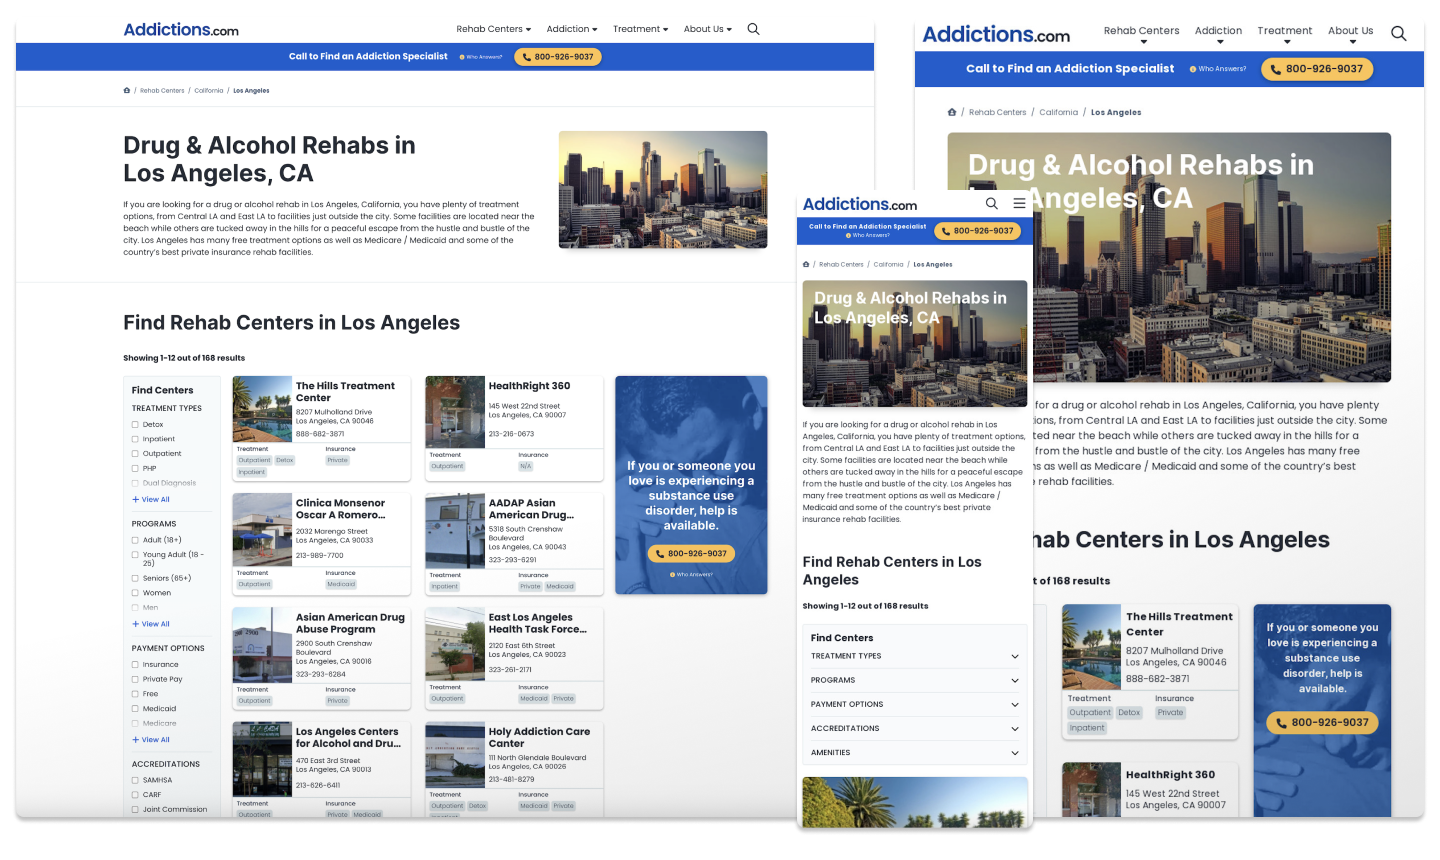 Addictions.com
Rehab Centers
Addiction
Treatment
About Us
Call to Find an Addiction Specialist
Who Answers?
800-926-9037
/ Rehab Centers / California / Los Angeles
Drug & Alcohol Rehabs in
Los Angeles, CA
If you are looking for a drug or alcohol rehab in Los Angeles, California, you have plenty of treatment
options, from Central LA and East LA to facilities just outside the city. Some facilities are located near the
beach while others are tucked away in the hills for a peaceful escape from the hustle and bustle of the
city. Los Angeles has many free treatment options as well as Medicare / Medicaid and some of the
country's best private insurance rehab facilities.
Find Rehab Centers in Los Angeles
Showing 1-12 out of 168 results
Find Centers
TREATMENT TYPES
Detox
Inpatient
Outpatient
PHP
Dual Diagnosis
+ View All
PROGRAMS
Adult (18+)
Young Adult (18 -
25)
Seniors (65+)
Women
Men
+ View All
PAYMENT OPTIONS
Insurance
Private Pay
Free
Medicaid
Medicare
+ View All
ACCREDITATIONS
SAMHSA
CARF
Joint Commission
The Hills Treatment
Center
8207 Mulholland Drive
Los Angeles, CA 90046
888-682-3871
Treatment
Insurance
Outpatient Detox
Private
Inpatient
HealthRight 360
145 West 22nd Street
Los Angeles, CA 90007
213-216-0673
Treatment
Insurance
Outpatient
N/A
Clinica Monsenor
Oscar A Romero...
2032 Marengo Street
Los Angeles, CA 90033
213-989-7700
Treatment
Insurance
Outpatient
Medicaid
AADAP Asian
American Drug...
5318 South Crenshaw
Boulevard
Los Angeles, CA 90043
323-293-6291
Treatment
Insurance
Inpatient
Private Medicaid
Asian American Drug
Abuse Program
2900 South Crenshaw
Boulevard
Los Angeles, CA 90016
323-293-6284
Treatment
Insurance
Outpatient
Private
East Los Angeles
Health Task Force...
2120 East 6th Street
Los Angeles, CA 90023
323-261-2171
Treatment
Insurance
Outpatient
Medicaid Private
Los Angeles Centers
for Alcohol and Dru...
470 East 3rd Street
Los Angeles, CA 90013
213-626-6411
Treatment
Insurance
Outpatient
Private Medicaid
Holy Addiction Care
Canter
111 North Glendale Boulevard
Los Angeles, CA 90026
213-481-8279
Treatment
Insurance
Outpatient Detox
Medicaid Private
If you or someone you
love is experiencing a
substance use
disorder, help is
available.
800-926-9037
Who Answers?
Addictions.com
Call to Find an Addiction Specialist
Who Answers?
800-926-9037
/ Rehab Centers / California / Los Angeles
Drug & Alcohol Rehabs in
Los Angeles, CA
If you are looking for a drug or alcohol rehab in Los
Angeles, California, you have plenty of treatment options,
from Central LA and East LA to facilities just outside the
city. Some facilities are located near the beach while
others are tucked away in the hills for a peaceful escape
from the hustle and bustle of the city. Los Angeles has
many free treatment options as well as Medicare /
Medicaid and some of the country's best private
insurance rehab facilities.
Find Rehab Centers in Los
Angeles
Showing 1-12 out of 168 results
Find Centers
TREATMENT TYPES
PROGRAMS
PAYMENT OPTIONS
ACCREDITATIONS
AMENITIES
Addictions.com
Rehab Centers
Addiction
Treatment
About Us
Call to Find an Addiction Specialist
Who Answers?
800-926-9037
/ Rehab Centers / California / Los Angeles
Drug & Alcohol Rehabs in
Angeles, CA
for a drug or alcohol rehab in Los Angeles, California, you have plenty
from Central LA and East LA to facilities just outside the city. Some
near the beach while others are tucked away in the hills for a
from the hustle and bustle of the city. Los Angeles has many free
as well as Medicare / Medicaid and some of the country's best
rehab facilities.
Centers in Los Angeles
of 168 results
The Hills Treatment
Center
8207 Mulholland Drive
Los Angeles, CA 90046
888-682-3871
Treatment
Insurance
Outpatient Detox
Private
Inpatient
HealthRight 360
145 West 22nd Street
Los Angeles, CA 90007
If you or someone you
love is experiencing a
substance use
disorder, help is
available.
800-926-9037